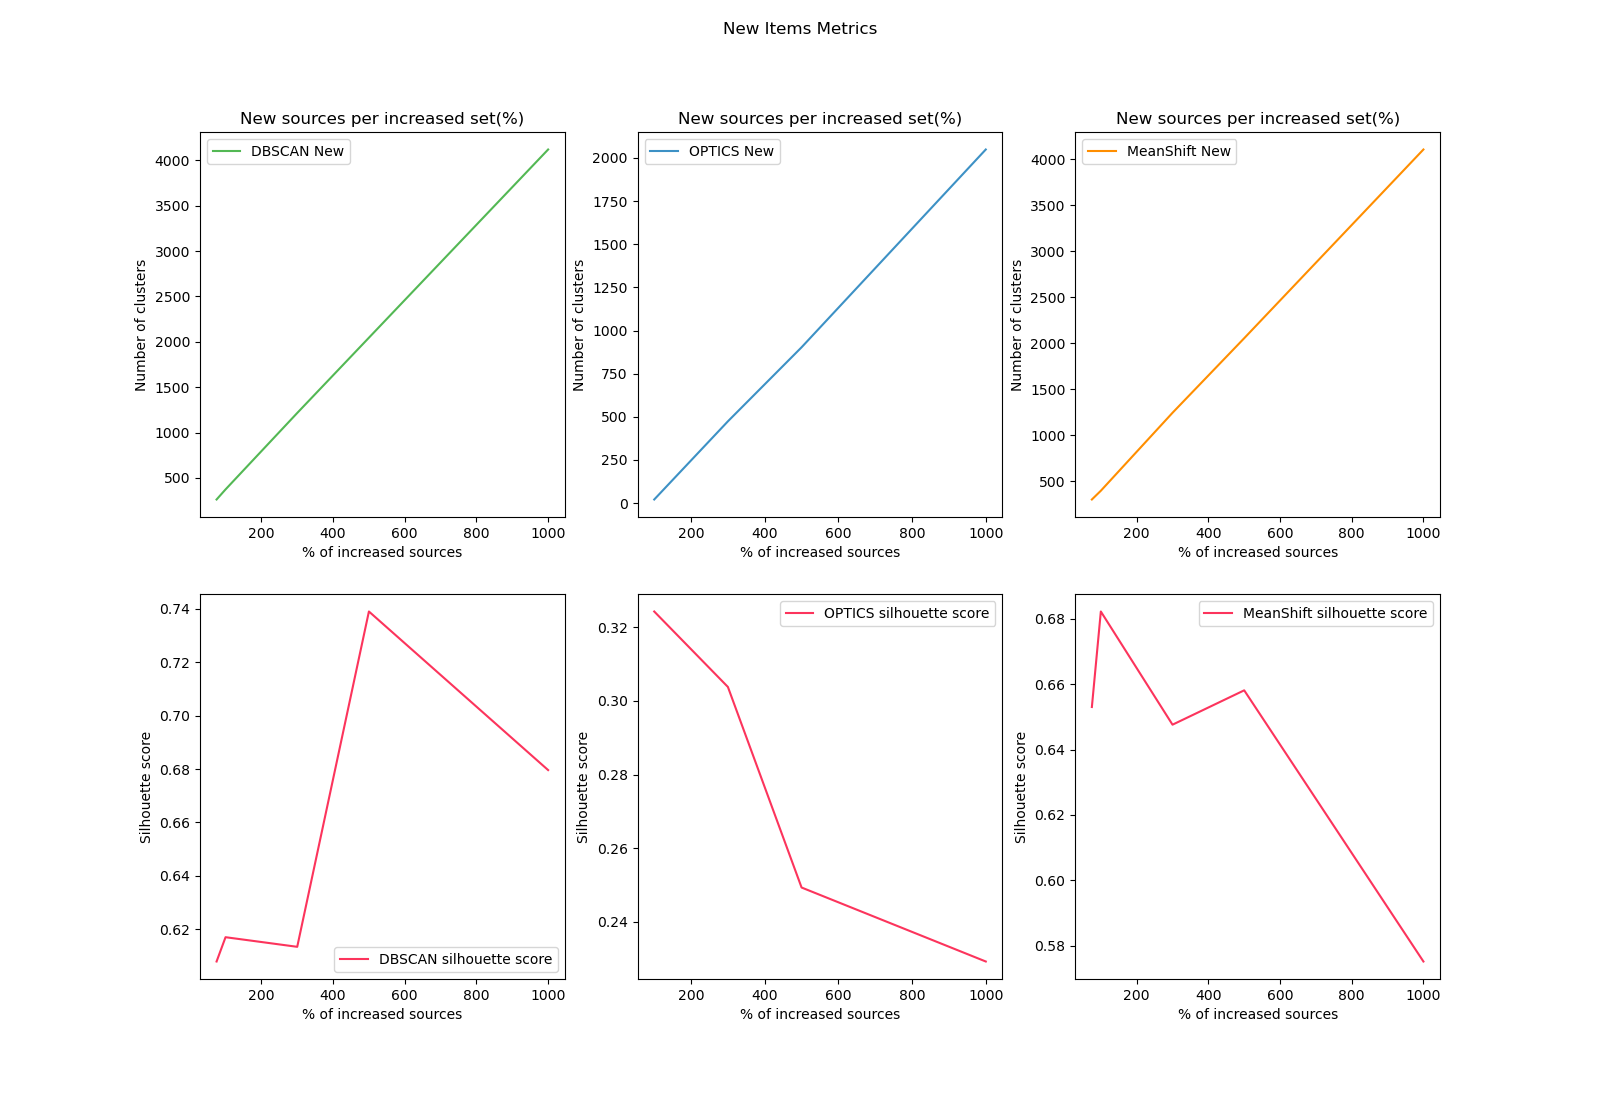 New Items Metrics
New sources per increased set(%)
DBSCAN New
4000
3500
3000
2500
2000
1500
1000
500
Number of clusters
200 400 600 800 1000
% of increased sources
New sources per increased set(%)
OPTICS New
2000
1750
1500
1250
1000
750
500
250
0
Number of clusters
200 400 600 800 1000
% of increased sources
New sources per increased set(%)
MeanShift New
4000
3500
3000
2500
2000
1500
1000
500
Number of clusters
200 400 600 800 1000
% of increased sources
0.74
0.72
0.70
0.68
0.66
0.64
0.62
Silhouette score
DBSCAN silhouette score
200 400 600 800 1000
% of increased sources
OPTICS silhouette score
0.32
0.30
0.28
0.26
0.24
Silhouette score
200 400 600 800 1000
% of increased sources
MeanShift silhouette score
0.68
0.66
0.64
0.62
0.60
0.58
Silhouette score
200 400 600 800 1000
% of increased sources